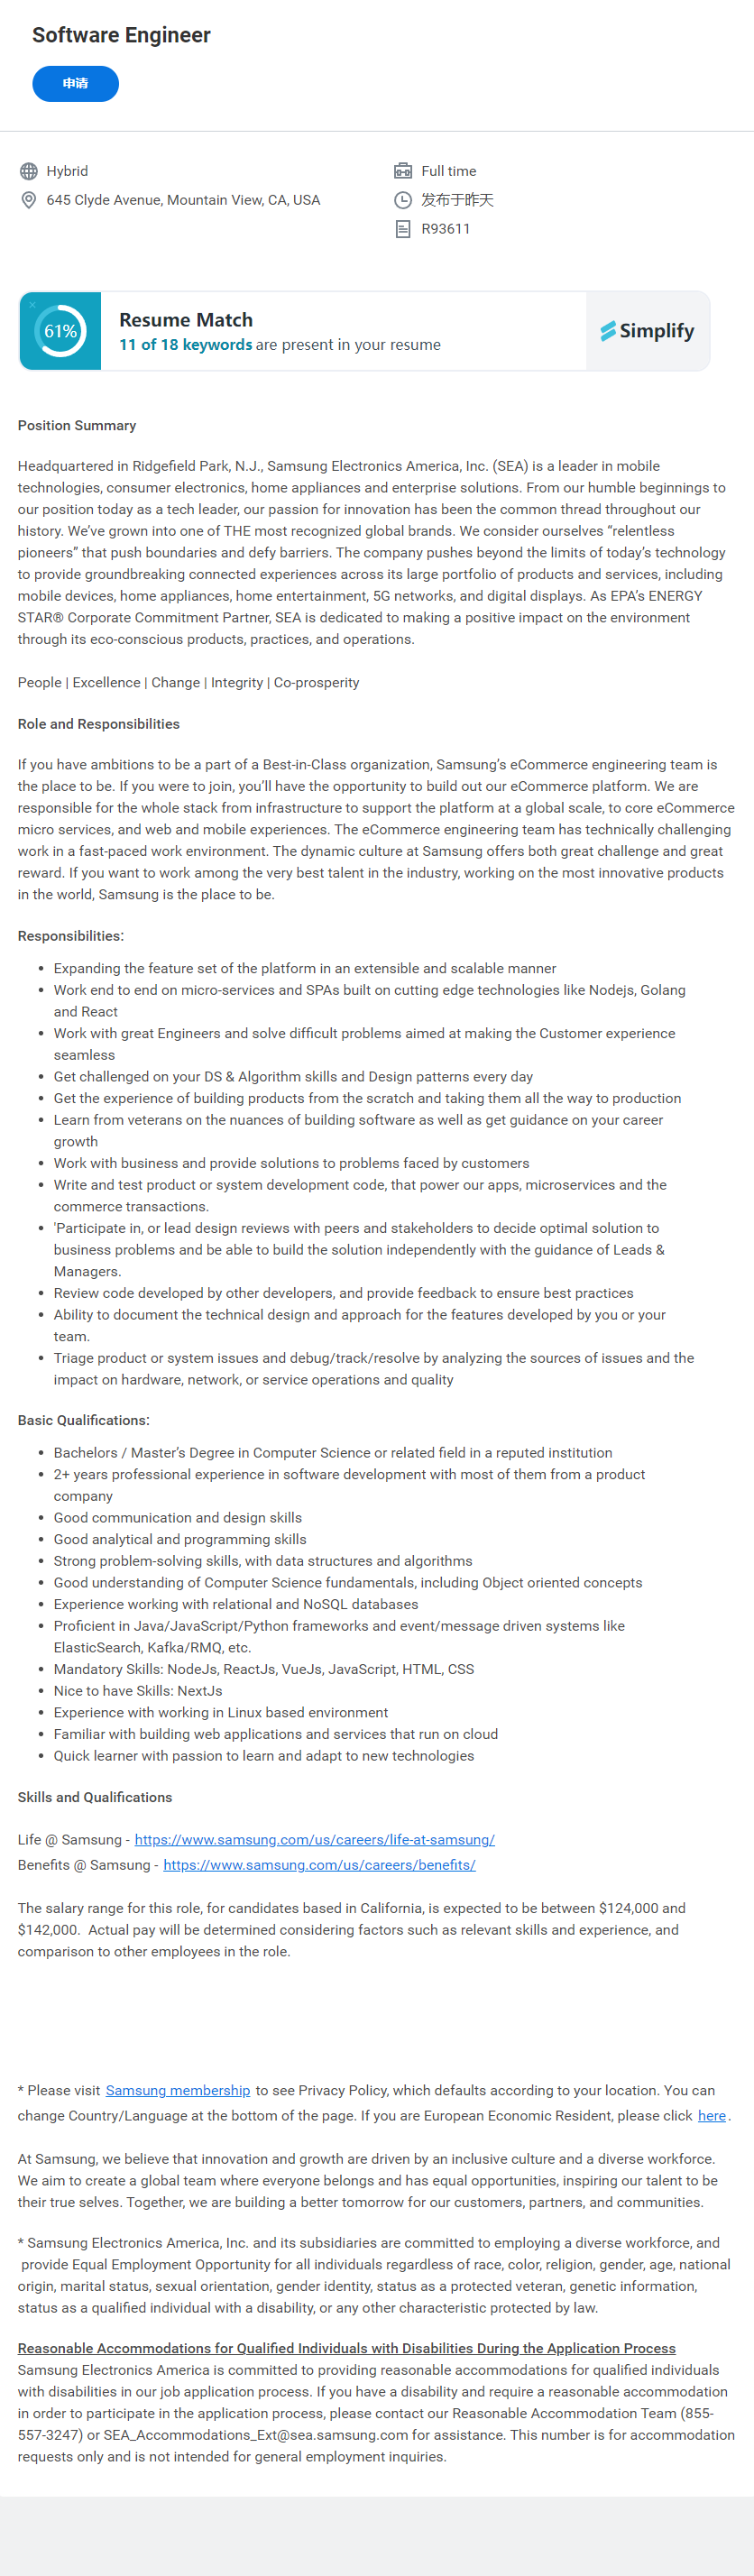 Software Engineer
申请
Hybrid
645 Clyde Avenue, Mountain View, CA, USA
Full time
发布于昨天
R93611
61%
Resume Match
11 of 18 keywords are present in your resume
Simplify
Position Summary
Headquartered in Ridgefield Park, N.J., Samsung Electronics America, Inc. (SEA) is a leader in mobile
technologies, consumer electronics, home appliances and enterprise solutions. From our humble beginnings to
our position today as a tech leader, our passion for innovation has been the common thread throughout our
history. We’ve grown into one of THE most recognized global brands. We consider ourselves “relentless
pioneers” that push boundaries and defy barriers. The company pushes beyond the limits of today’s technology
to provide groundbreaking connected experiences across its large portfolio of products and services, including
mobile devices, home appliances, home entertainment, 5G networks, and digital displays. As EPA’s ENERGY
STAR® Corporate Commitment Partner, SEA is dedicated to making a positive impact on the environment
through its eco-conscious products, practices, and operations.
People | Excellence | Change | Integrity | Co-prosperity
Role and Responsibilities
If you have ambitions to be a part of a Best-in-Class organization, Samsung’s eCommerce engineering team is
the place to be. If you were to join, you’ll have the opportunity to build out our eCommerce platform. We are
responsible for the whole stack from infrastructure to support the platform at a global scale, to core eCommerce
micro services, and web and mobile experiences. The eCommerce engineering team has technically challenging
work in a fast-paced work environment. The dynamic culture at Samsung offers both great challenge and great
reward. If you want to work among the very best talent in the industry, working on the most innovative products
in the world, Samsung is the place to be.
Responsibilities:
• Expanding the feature set of the platform in an extensible and scalable manner
• Work end to end on micro-services and SPAs built on cutting edge technologies like Nodejs, Golang
and React
• Work with great Engineers and solve difficult problems aimed at making the Customer experience
seamless
• Get challenged on your DS & Algorithm skills and Design patterns every day
• Get the experience of building products from the scratch and taking them all the way to production
• Learn from veterans on the nuances of building software as well as get guidance on your career
growth
• Work with business and provide solutions to problems faced by customers
• Write and test product or system development code, that power our apps, microservices and the
commerce transactions.
• 'Participate in, or lead design reviews with peers and stakeholders to decide optimal solution to
business problems and be able to build the solution independently with the guidance of Leads &
Managers.
• Review code developed by other developers, and provide feedback to ensure best practices
• Ability to document the technical design and approach for the features developed by you or your
team.
• Triage product or system issues and debug/track/resolve by analyzing the sources of issues and the
impact on hardware, network, or service operations and quality
Basic Qualifications:
• Bachelors / Master’s Degree in Computer Science or related field in a reputed institution
• 2+ years professional experience in software development with most of them from a product
company
• Good communication and design skills
• Good analytical and programming skills
• Strong problem-solving skills, with data structures and algorithms
• Good understanding of Computer Science fundamentals, including Object oriented concepts
• Experience working with relational and NoSQL databases
• Proficient in Java/JavaScript/Python frameworks and event/message driven systems like
ElasticSearch, Kafka/RMQ, etc.
• Mandatory Skills: NodeJs, ReactJs, VueJs, JavaScript, HTML, CSS
• Nice to have Skills: NextJs
• Experience with working in Linux based environment
• Familiar with building web applications and services that run on cloud
• Quick learner with passion to learn and adapt to new technologies
Skills and Qualifications
Life @ Samsung - https://www.samsung.com/us/careers/life-at-samsung/
Benefits @ Samsung - https://www.samsung.com/us/careers/benefits/
The salary range for this role, for candidates based in California, is expected to be between $124,000 and
$142,000.  Actual pay will be determined considering factors such as relevant skills and experience, and
comparison to other employees in the role.
* Please visit Samsung membership to see Privacy Policy, which defaults according to your location. You can
change Country/Language at the bottom of the page. If you are European Economic Resident, please click here.
At Samsung, we believe that innovation and growth are driven by an inclusive culture and a diverse workforce.
We aim to create a global team where everyone belongs and has equal opportunities, inspiring our talent to be
their true selves. Together, we are building a better tomorrow for our customers, partners, and communities.
* Samsung Electronics America, Inc. and its subsidiaries are committed to employing a diverse workforce, and
provide Equal Employment Opportunity for all individuals regardless of race, color, religion, gender, age, national
origin, marital status, sexual orientation, gender identity, status as a protected veteran, genetic information,
status as a qualified individual with a disability, or any other characteristic protected by law.
Reasonable Accommodations for Qualified Individuals with Disabilities During the Application Process
Samsung Electronics America is committed to providing reasonable accommodations for qualified individuals
with disabilities in our job application process. If you have a disability and require a reasonable accommodation
in order to participate in the application process, please contact our Reasonable Accommodation Team (855-
557-3247) or SEA_Accommodations_Ext@sea.samsung.com for assistance. This number is for accommodation
requests only and is not intended for general employment inquiries.